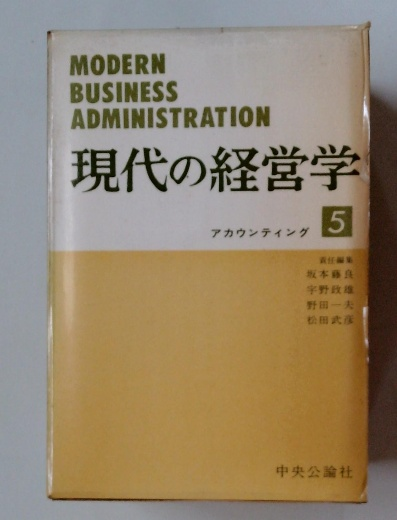 MODERN
BUSINESS
ADMINISTRATION
現代の経営学
アカウンティング 5
責任編集
坂本藤良
宇野政雄
野田一夫
松田武彦
中央公論社